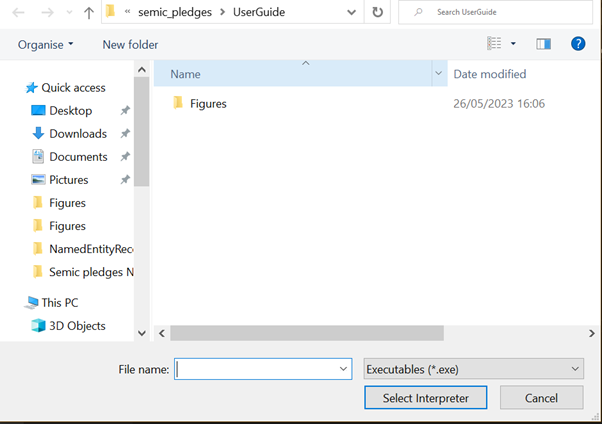 « semic_pledges > UserGuide
Search UserGuide
Organise
New folder
?
Name
Date modified
Quick access
Desktop
Downloads
Documents
Pictures
Figures
Figures
NamedEntityReco
Semic pledges N
This PC
3D Objects
Figures
26/05/2023 16:06
File name:
Executables (*.exe)
Select Interpreter
Cancel